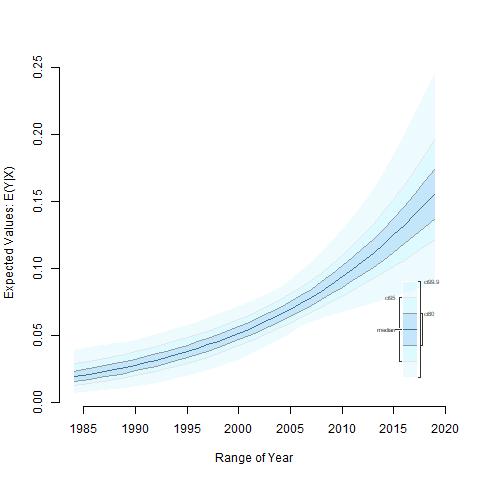 Expected Values: E(Y|X)
0.25
0.20
0.15
0.10
0.05
0.00
ci99.9
ci95
ci80
median
1985 1990 1995 2000 2005 2010 2015 2020
Range of Year